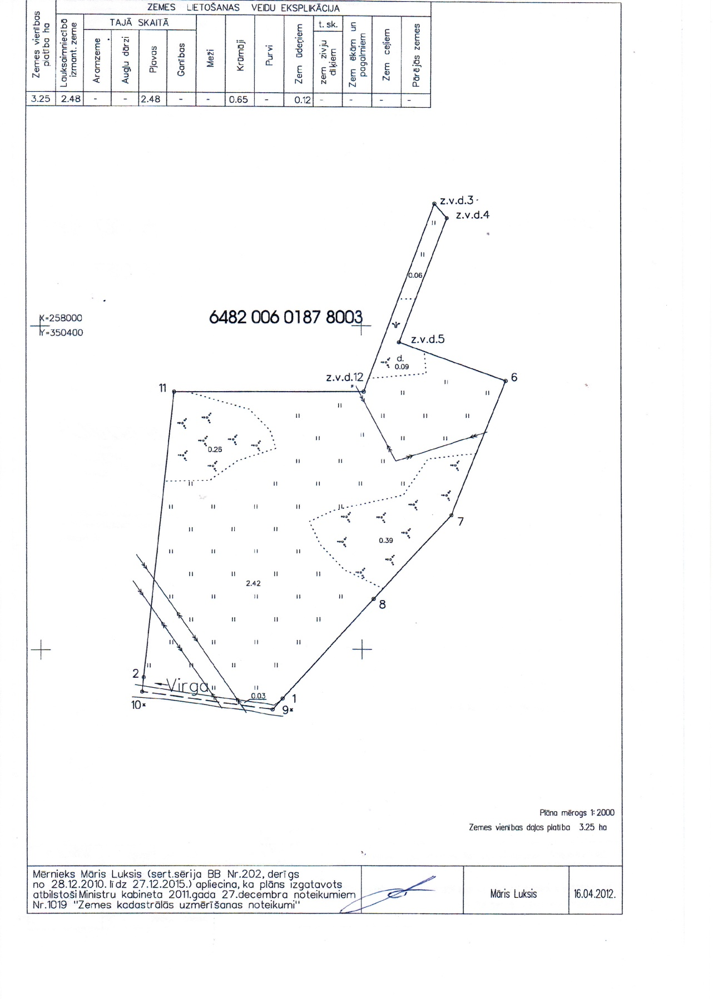 ZEMES LIETOŠANAS VEIDU EKSPLIKĀCIJA
Zemes vienības platība ha
Lauksaimniecībā izmant. zeme
TAJĀ SKAITĀ
Aramzeme
Augļu dārzi
Pļavas
Ganības
Meži
Krūmāji
Purvi
Zem ūdeņiem
t. sk.
zem zivju dīķiem
Zem ēkām un pagalmiem
Zem ceļiem
Pārējās zemes
3.25 2.48 - - 2.48 - - 0.65 - 0.12 - - - -
z.v.d.3
z.v.d.4
0.06
6482 006 0187 8003
X=258000
Y=350400
z.v.d.5
d.
0.09
z.v.d.12
6
11
0.26
7
0.39
2.42
8
2
Virga
0.03
1
10x
9x
Plāna mērogs 1:2000
Zemes vienības daļas platība 3.25 ha
Mērnieks Māris Luksis (sert.sērija BB Nr.202, derīgs
no 28.12.2010. līdz 27.12.2015.) apliecina, ka plāns izgatavots
atbilstoši Ministru kabineta 2011.gada 27.decembra noteikumiem
Nr.1019 "Zemes kadastrālās uzmērīšanas noteikumi"
Māris Luksis
16.04.2012.